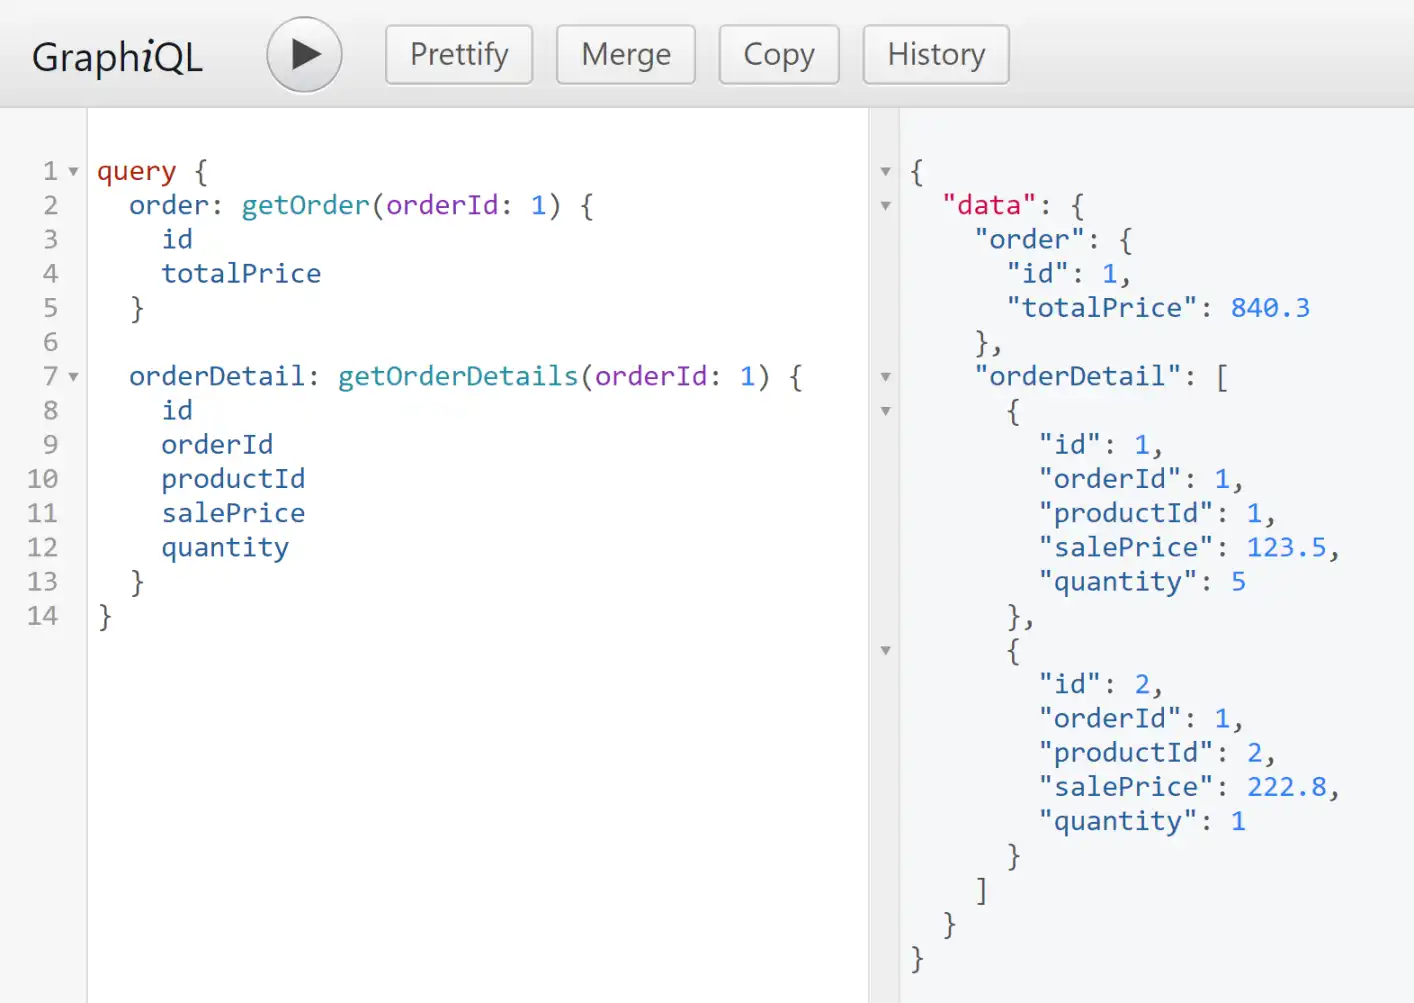 GraphiQL Prettify Merge Copy History
1 query {
2 order: getOrder(orderId: 1) {
3 id
4 totalPrice
5 }
6
7 orderDetail: getOrderDetails(orderId: 1) {
8 id
9 orderId
10 productId
11 salePrice
12 quantity
13 }
14 }
{
"data": {
"order": {
"id": 1,
"totalPrice": 840.3
},
"orderDetail": [
{
"id": 1,
"orderId": 1,
"productId": 1,
"salePrice": 123.5,
"quantity": 5
},
{
"id": 2,
"orderId": 1,
"productId": 2,
"salePrice": 222.8,
"quantity": 1
}
]
}
}